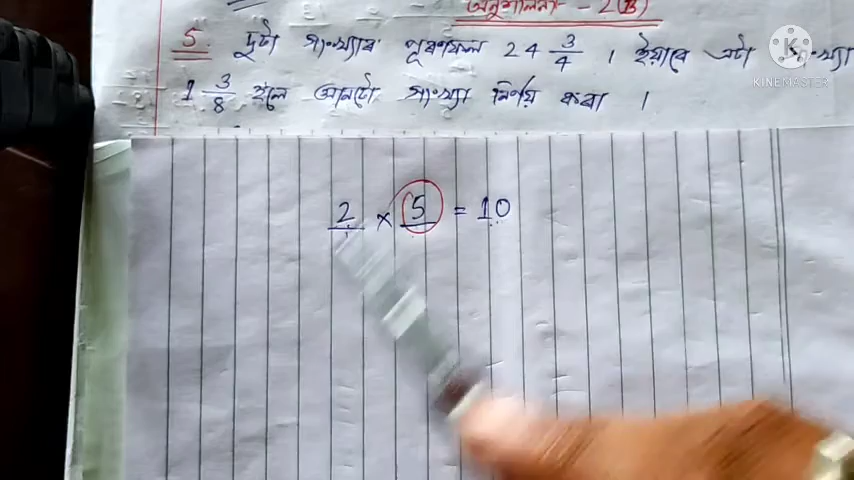 অনুশীলনী - 2(B)
5. দুটা সংখ্যাৰ পূৰণফল 24 3/4 । ইয়াৰে এটা সংখ্যা
1 3/8 হলে আনটো সংখ্যা নিৰ্ণয় কৰা ।
2 × 5 = 10
KINEMASTER